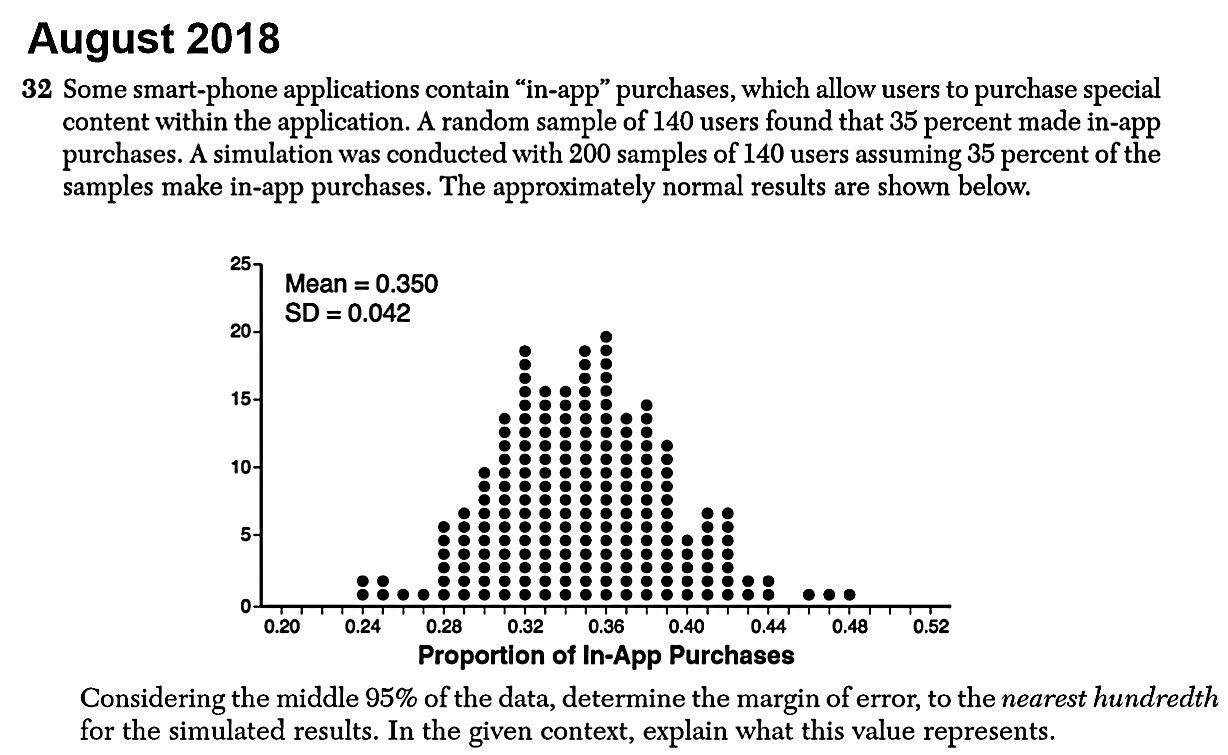 August 2018
32 Some smart-phone applications contain “in-app” purchases, which allow users to purchase special
content within the application. A random sample of 140 users found that 35 percent made in-app
purchases. A simulation was conducted with 200 samples of 140 users assuming 35 percent of the
samples make in-app purchases. The approximately normal results are shown below.
25
Mean = 0.350
SD = 0.042
20
15
10
5
0
0.20 0.24 0.28 0.32 0.36 0.40 0.44 0.48 0.52
Proportion of In-App Purchases
Considering the middle 95% of the data, determine the margin of error, to the nearest hundredth
for the simulated results. In the given context, explain what this value represents.